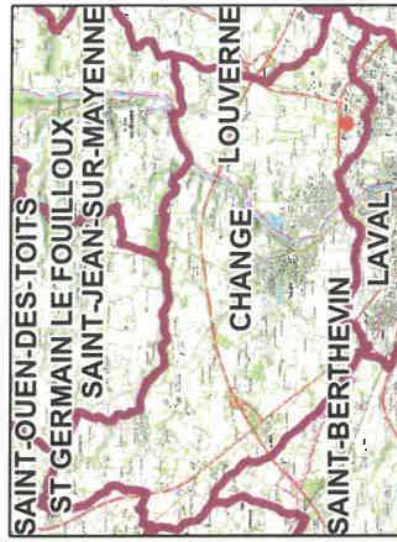 SAINT-OUEN-DES-TOITS
ST GERMAIN LE FOUILLOUX
SAINT-JEAN-SUR-MAYENNE
CHANGE
LOUVERNE
SAINT-BERTHEVIN
LAVAL